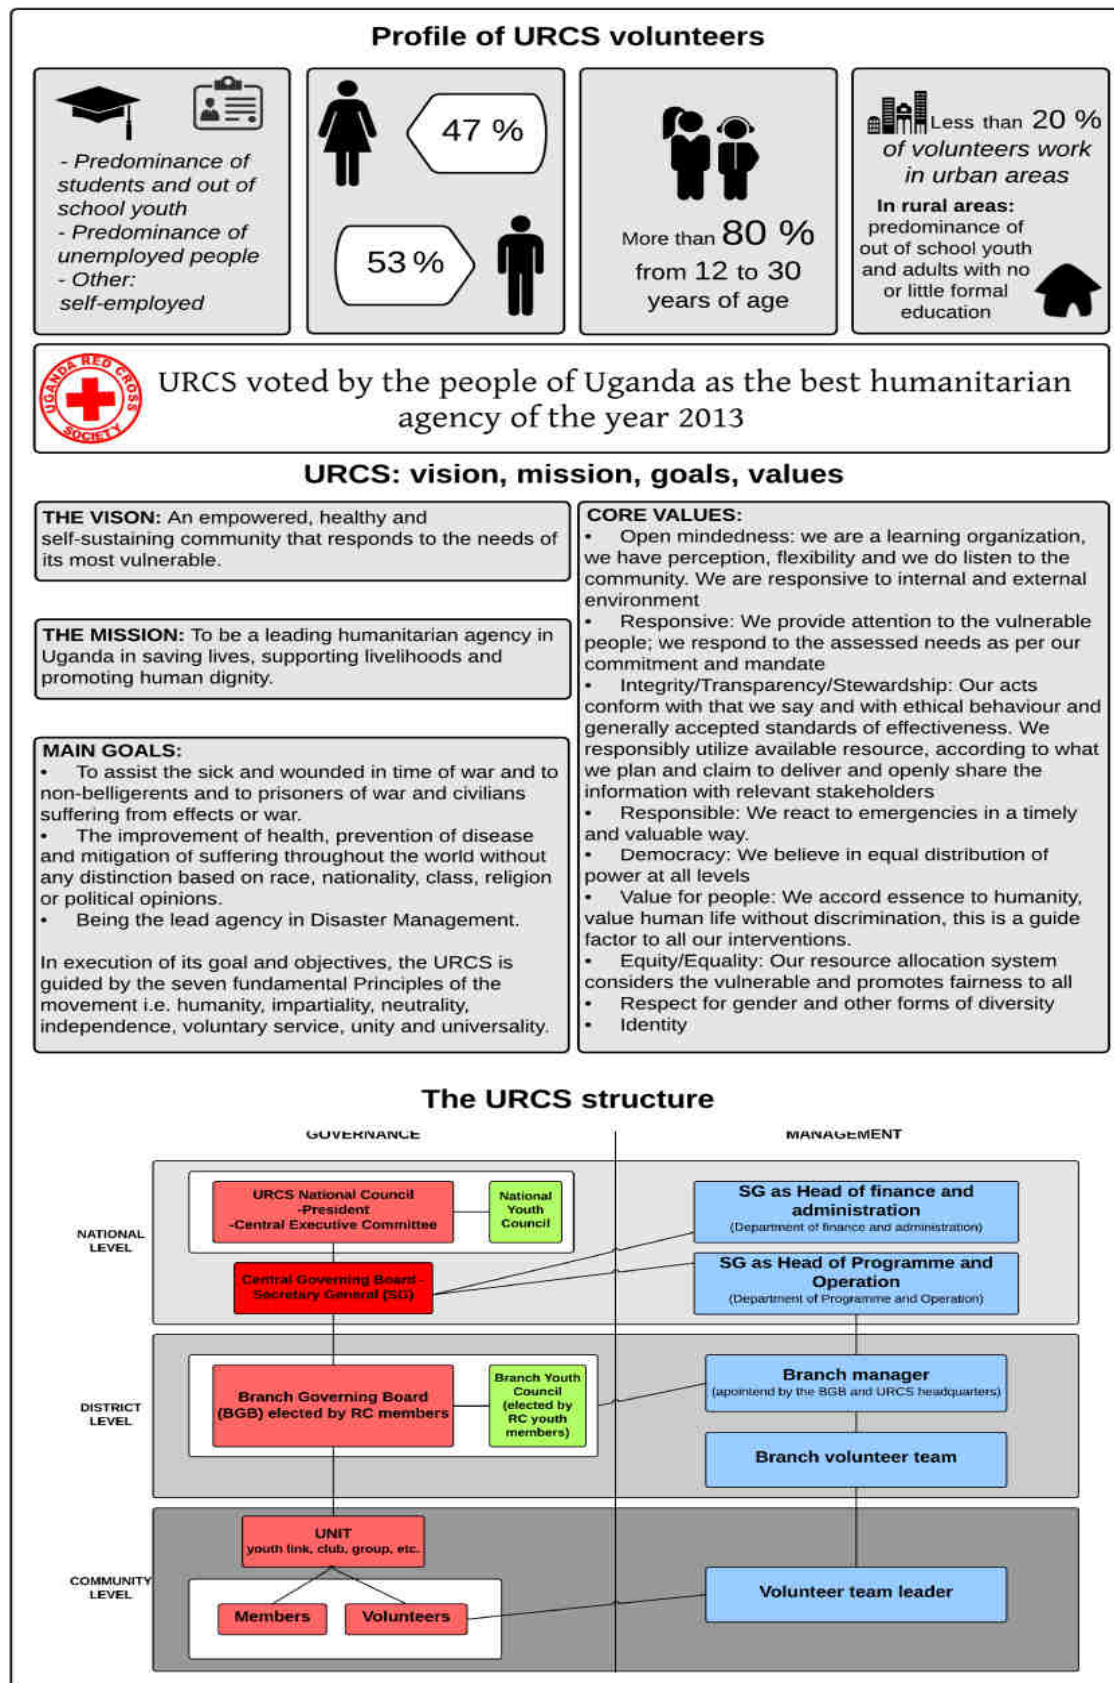 Profile of URCS volunteers
- Predominance of
students and out of
school youth
- Predominance of
unemployed people
- Other:
self-employed
47 %
53 %
More than 80 %
from 12 to 30
years of age
Less than 20 %
of volunteers work
in urban areas
In rural areas:
predominance of
out of school youth
and adults with no
or little formal
education
UGANDA RED CROSS
SOCIETY
URCS voted by the people of Uganda as the best humanitarian
agency of the year 2013
URCS: vision, mission, goals, values
THE VISON: An empowered, healthy and
self-sustaining community that responds to the needs of
its most vulnerable.
THE MISSION: To be a leading humanitarian agency in
Uganda in saving lives, supporting livelihoods and
promoting human dignity.
MAIN GOALS:
• To assist the sick and wounded in time of war and to
non-belligerents and to prisoners of war and civilians
suffering from effects or war.
• The improvement of health, prevention of disease
and mitigation of suffering throughout the world without
any distinction based on race, nationality, class, religion
or political opinions.
• Being the lead agency in Disaster Management.
In execution of its goal and objectives, the URCS is
guided by the seven fundamental Principles of the
movement i.e. humanity, impartiality, neutrality,
independence, voluntary service, unity and universality.
CORE VALUES:
• Open mindedness: we are a learning organization,
we have perception, flexibility and we do listen to the
community. We are responsive to internal and external
environment
• Responsive: We provide attention to the vulnerable
people; we respond to the assessed needs as per our
commitment and mandate
• Integrity/Transparency/Stewardship: Our acts
conform with that we say and with ethical behaviour and
generally accepted standards of effectiveness. We
responsibly utilize available resource, according to what
we plan and claim to deliver and openly share the
information with relevant stakeholders
• Responsible: We react to emergencies in a timely
and valuable way.
• Democracy: We believe in equal distribution of
power at all levels
• Value for people: We accord essence to humanity,
value human life without discrimination, this is a guide
factor to all our interventions.
• Equity/Equality: Our resource allocation system
considers the vulnerable and promotes fairness to all
• Respect for gender and other forms of diversity
• Identity
The URCS structure
GOVERNANCE
MANAGEMENT
NATIONAL
LEVEL
URCS National Council
-President
-Central Executive Committee
National
Youth
Council
Central Governing Board -
Secretary General (SG)
SG as Head of finance and
administration
(Department of finance and administration)
SG as Head of Programme and
Operation
(Department of Programme and Operation)
DISTRICT
LEVEL
Branch Governing Board
(BGB) elected by RC members
Branch Youth
Council
(elected by
RC youth
members)
Branch manager
(apointend by the BGB and URCS headquarters)
Branch volunteer team
COMMUNITY
LEVEL
UNIT
youth link, club, group, etc.
Members
Volunteers
Volunteer team leader